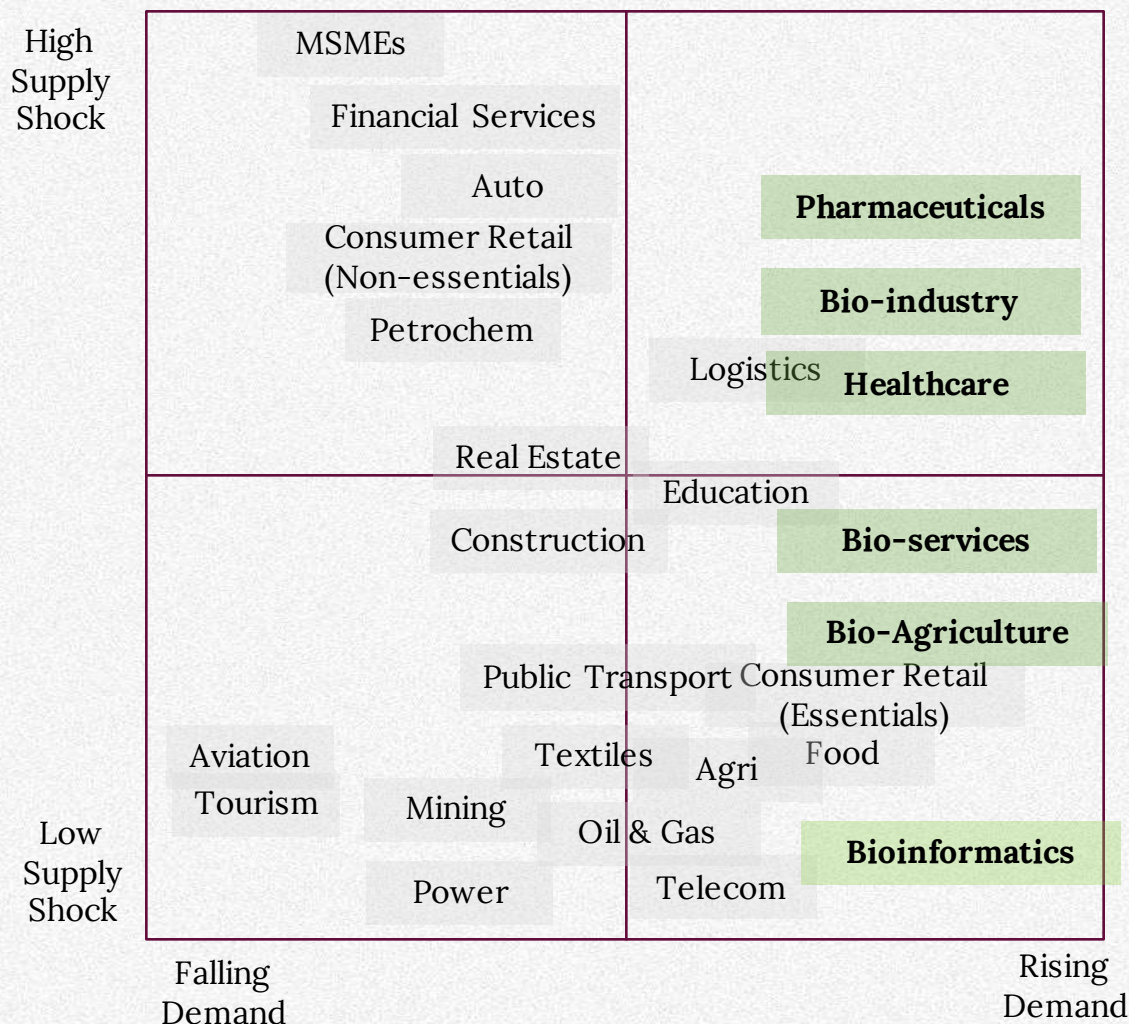 High
Supply
Shock
MSMEs
Financial Services
Auto
Pharmaceuticals
Consumer Retail
(Non-essentials)
Bio-industry
Petrochem
Logistics
Healthcare
Real Estate
Education
Construction
Bio-services
Bio-Agriculture
Public Transport
Consumer Retail
(Essentials)
Aviation
Textiles
Agri
Food
Tourism
Mining
Oil & Gas
Low
Supply
Shock
Bioinformatics
Power
Telecom
Falling
Demand
Rising
Demand